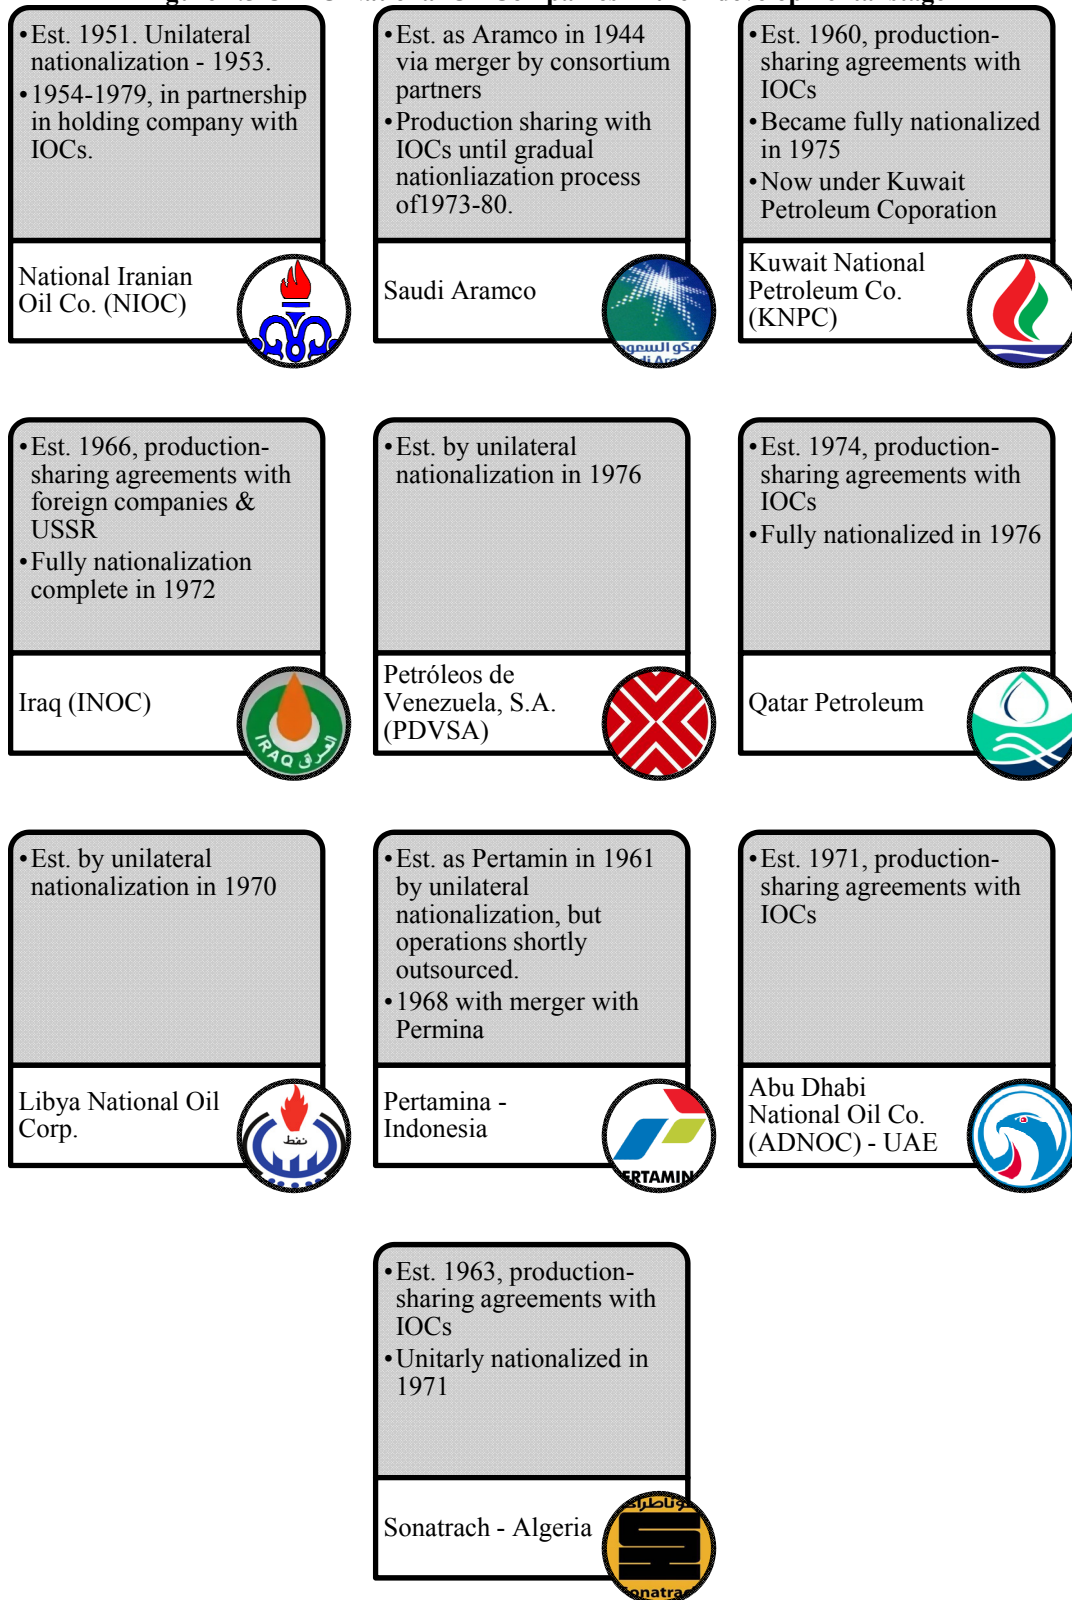 • Est. 1951. Unilateral
nationalization - 1953.
• 1954-1979, in partnership
in holding company with
IOCs.
National Iranian
Oil Co. (NIOC)
• Est. as Aramco in 1944
via merger by consortium
partners
• Production sharing with
IOCs until gradual
nationliazation process
of1973-80.
Saudi Aramco
• Est. 1960, production-
sharing agreements with
IOCs
• Became fully nationalized
in 1975
• Now under Kuwait
Petroleum Coporation
Kuwait National
Petroleum Co.
(KNPC)
• Est. 1966, production-
sharing agreements with
foreign companies &
USSR
• Fully nationalization
complete in 1972
Iraq (INOC)
العراق
IRAQ
• Est. by unilateral
nationalization in 1976
Petróleos de
Venezuela, S.A.
(PDVSA)
• Est. 1974, production-
sharing agreements with
IOCs
• Fully nationalized in 1976
Qatar Petroleum
• Est. by unilateral
nationalization in 1970
Libya National Oil
Corp.
نفط
• Est. as Pertamin in 1961
by unilateral
nationalization, but
operations shortly
outsourced.
• 1968 with merger with
Permina
Pertamina -
Indonesia
ERTAMIN
• Est. 1971, production-
sharing agreements with
IOCs
Abu Dhabi
National Oil Co.
(ADNOC) - UAE
• Est. 1963, production-
sharing agreements with
IOCs
• Unitarly nationalized in
1971
Sonatrach - Algeria
onatra